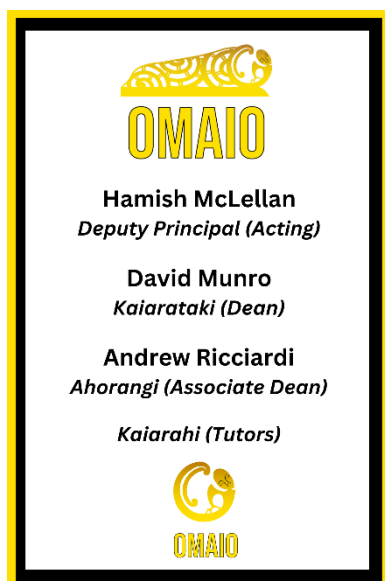 OMAIO
Hamish McLellan
Deputy Principal (Acting)
David Munro
Kaiarataki (Dean)
Andrew Ricciardi
Ahorangi (Associate Dean)
Kaiarahi (Tutors)
OMAIO